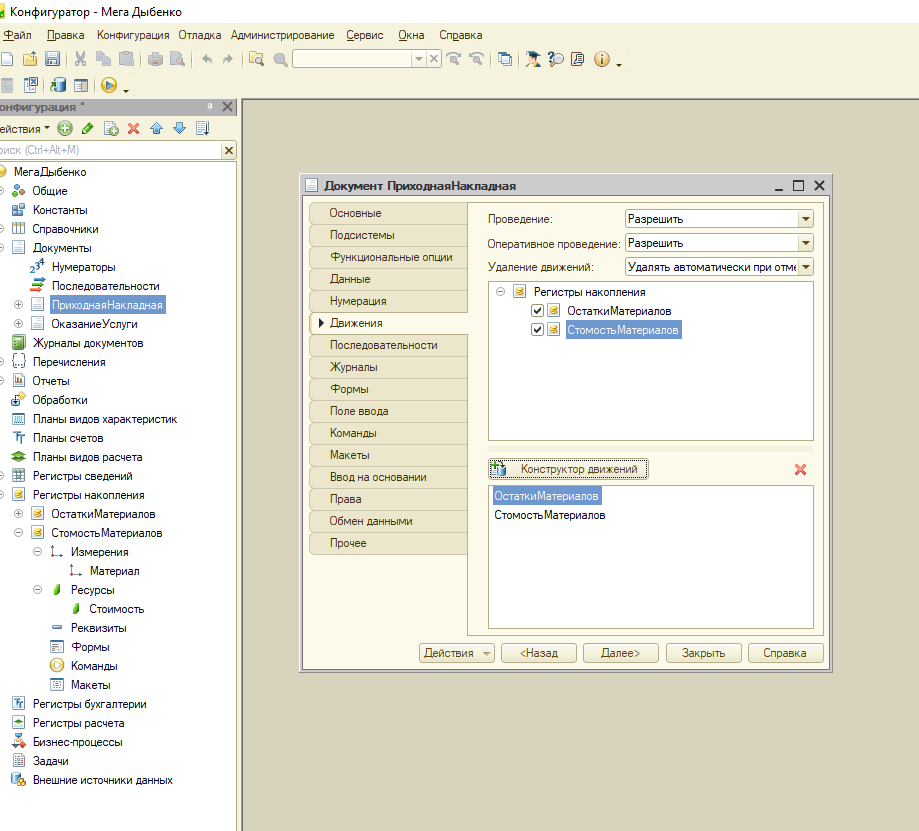 Конфигуратор - Мега Дыбенко
Файл Правка Конфигурация Отладка Администрирование Сервис Окна Справка
онфигурация *
ействия
оиск (Ctrl+Alt+M)
МегаДыбенко
Общие
Константы
Справочники
Документы
Нумераторы
Последовательности
ПриходнаяНакладная
ОказаниеУслуги
Журналы документов
Перечисления
Отчеты
Обработки
Планы видов характеристик
Планы счетов
Планы видов расчета
Регистры сведений
Регистры накопления
ОстаткиМатериалов
СтомостьМатериалов
Измерения
Материал
Ресурсы
Стоимость
Реквизиты
Формы
Команды
Макеты
Регистры бухгалтерии
Регистры расчета
Бизнес-процессы
Задачи
Внешние источники данных
Документ ПриходнаяНакладная
Основные
Подсистемы
Функциональные опции
Данные
Нумерация
Движения
Последовательности
Журналы
Формы
Поле ввода
Команды
Макеты
Ввод на основании
Права
Обмен данными
Прочее
Проведение: Разрешить
Оперативное проведение: Разрешить
Удаление движений: Удалять автоматически при отме
Регистры накопления
ОстаткиМатериалов
СтомостьМатериалов
Конструктор движений
ОстаткиМатериалов
СтомостьМатериалов
Действия <Назад Далее> Закрыть Справка